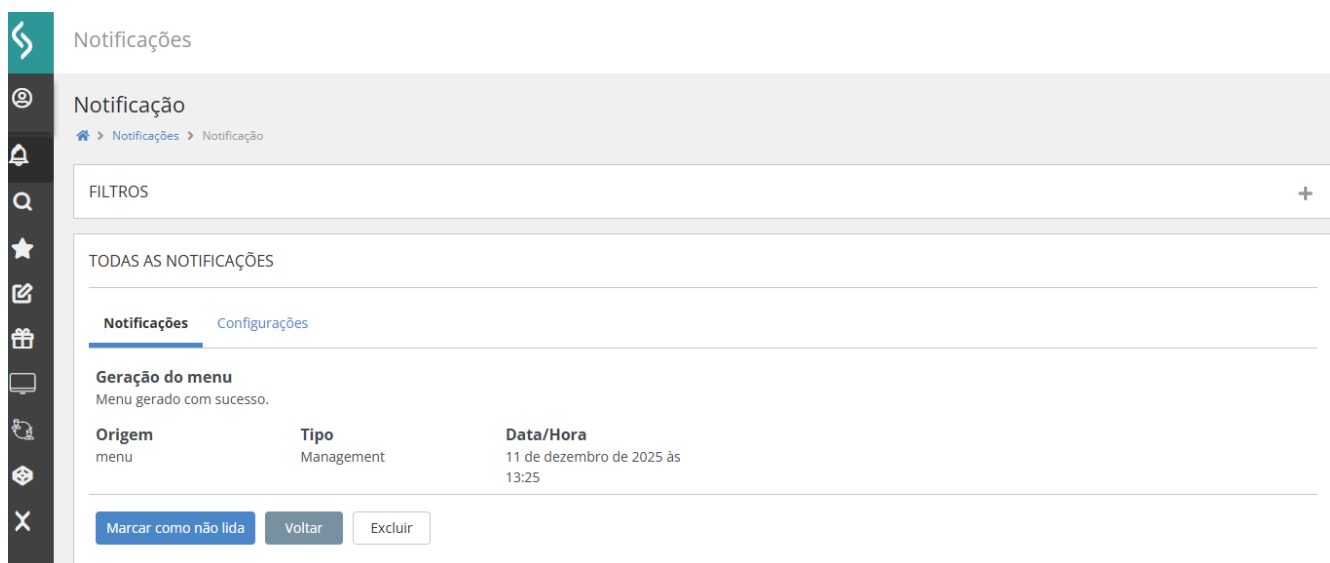 Notificações
Notificação
Notificações > Notificação
FILTROS
TODAS AS NOTIFICAÇÕES
Notificações Configurações
Geração do menu
Menu gerado com sucesso.
Origem Tipo Data/Hora
menu Management 11 de dezembro de 2025 às
13:25
Marcar como não lida Voltar Excluir